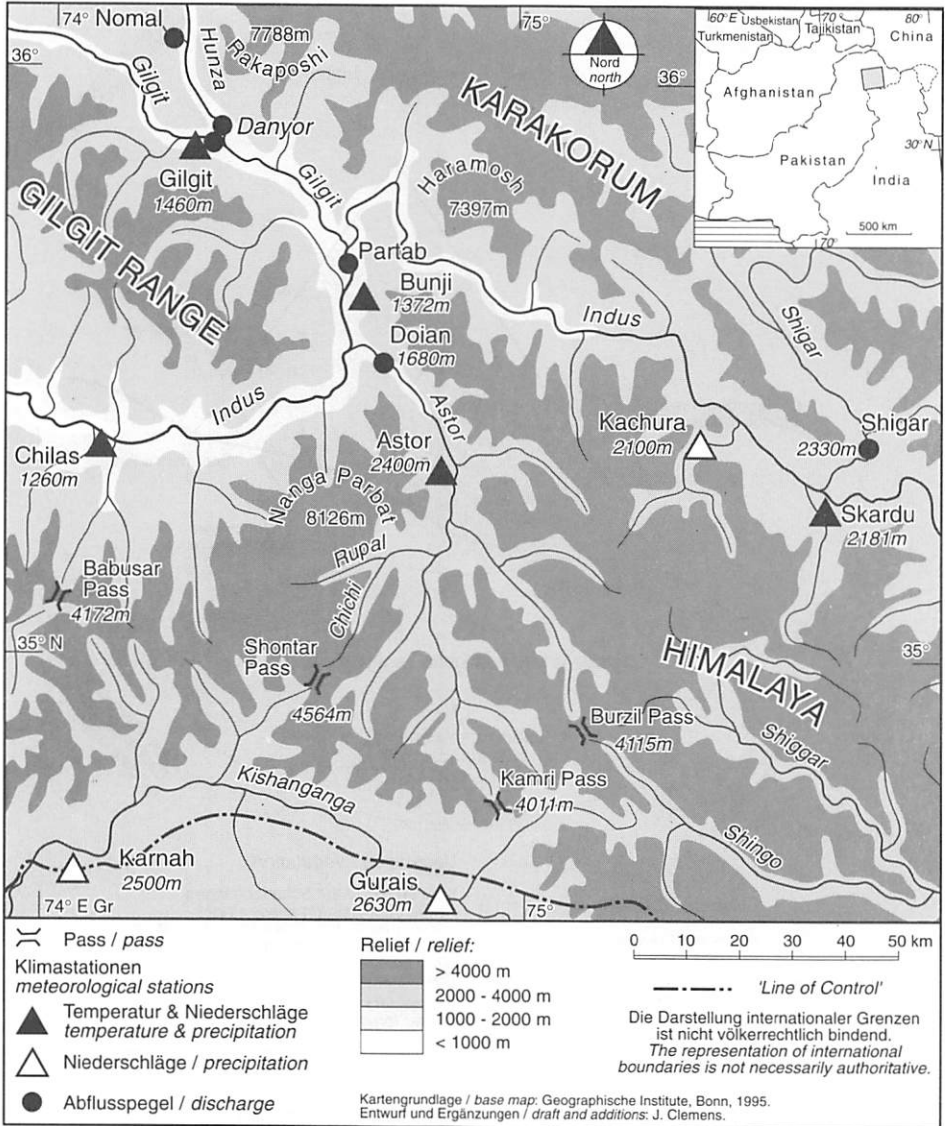 74°
Nomal
7788m
Rakaposhi
Hunza
Gilgit
36°
Danyor
Gilgit
1460m
Gilgit
GILGIT RANGE
Nord
north
KARAKORUM
36°
75°
Haramosh
7397m
60° E
Usbekistan
70°
80°
Turkmenistan
Tajikistan
China
Afghanistan
30° N
Pakistan
India
500 km
70°
Partab
Bunji
1372m
Doian
1680m
Indus
Shigar
Indus
Astor
Astor
2400m
Kachura
2100m
Shigar
2330m
Chilas
1260m
Nanga Parbat
8126m
Skardu
2181m
Rupal
Babusar
Pass
4172m
Chichi
35° N
Shontar
Pass
4564m
HIMALAYA
35°
Burzil Pass
4115m
Shiggar
Kishanganga
Kamri Pass
4011m
Shingo
Karnah
2500m
Gurais
2630m
74° E Gr
75°
Pass / pass
Klimastationen
meteorological stations
Temperatur & Niederschläge
temperature & precipitation
Niederschläge / precipitation
Abflusspegel / discharge
Relief / relief:
> 4000 m
2000 - 4000 m
1000 - 2000 m
< 1000 m
0 10 20 30 40 50 km
'Line of Control'
Die Darstellung internationaler Grenzen
ist nicht völkerrechtlich bindend.
The representation of international
boundaries is not necessarily authoritative.
Kartengrundlage / base map: Geographische Institute, Bonn, 1995.
Entwurf und Ergänzungen / draft and additions: J. Clemens.